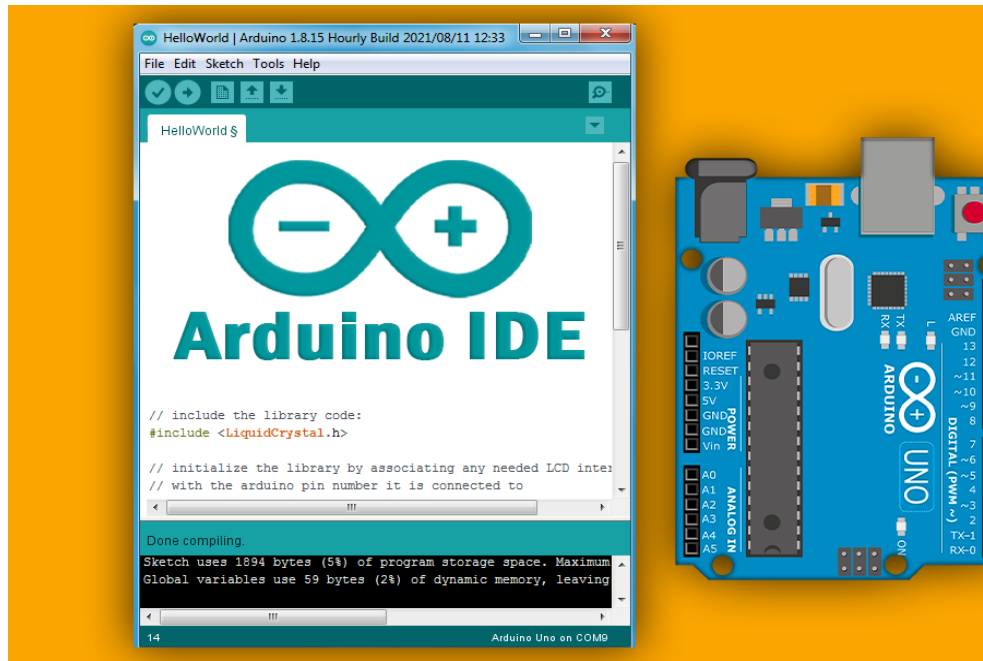 HelloWorld | Arduino 1.8.15 Hourly Build 2021/08/11 12:33
File Edit Sketch Tools Help
HelloWorld §
Arduino IDE
// include the library code:
#include <LiquidCrystal.h>
// initialize the library by associating any needed LCD inter
// with the arduino pin number it is connected to
Done compiling.
Sketch uses 1894 bytes (5%) of program storage space. Maximum
Global variables use 59 bytes (2%) of dynamic memory, leaving
14
Arduino Uno on COM9
RX
TX
L
IOREF
RESET
3.3V
5V
GND
GND
Vin
POWER
A0
A1
A2
A3
A4
A5
ANALOG IN
ARDUINO
UNO
ON
AREF
GND
13
12
~11
~10
~9
8
7
~6
~5
4
~3
2
TX-1
RX-0
DIGITAL (PWM ~)